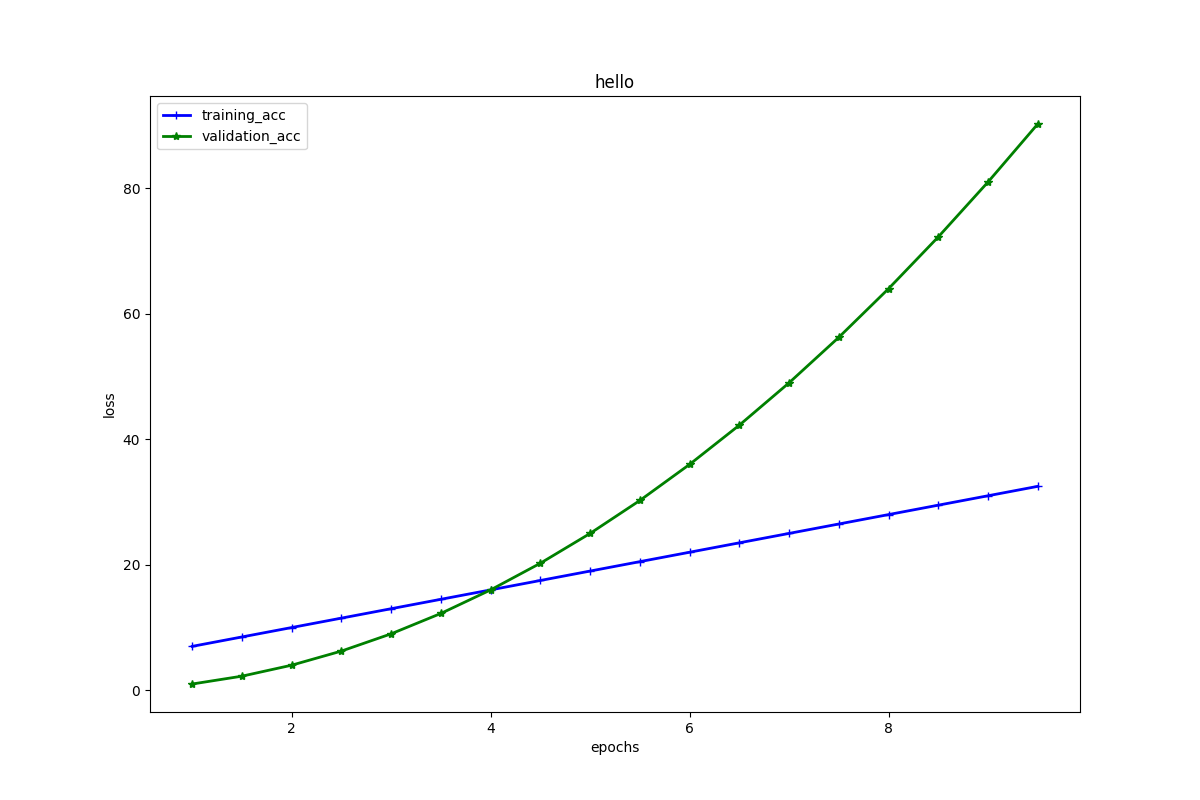 hello
training_acc
validation_acc
80
60
40
20
0
loss
2 4 6 8
epochs